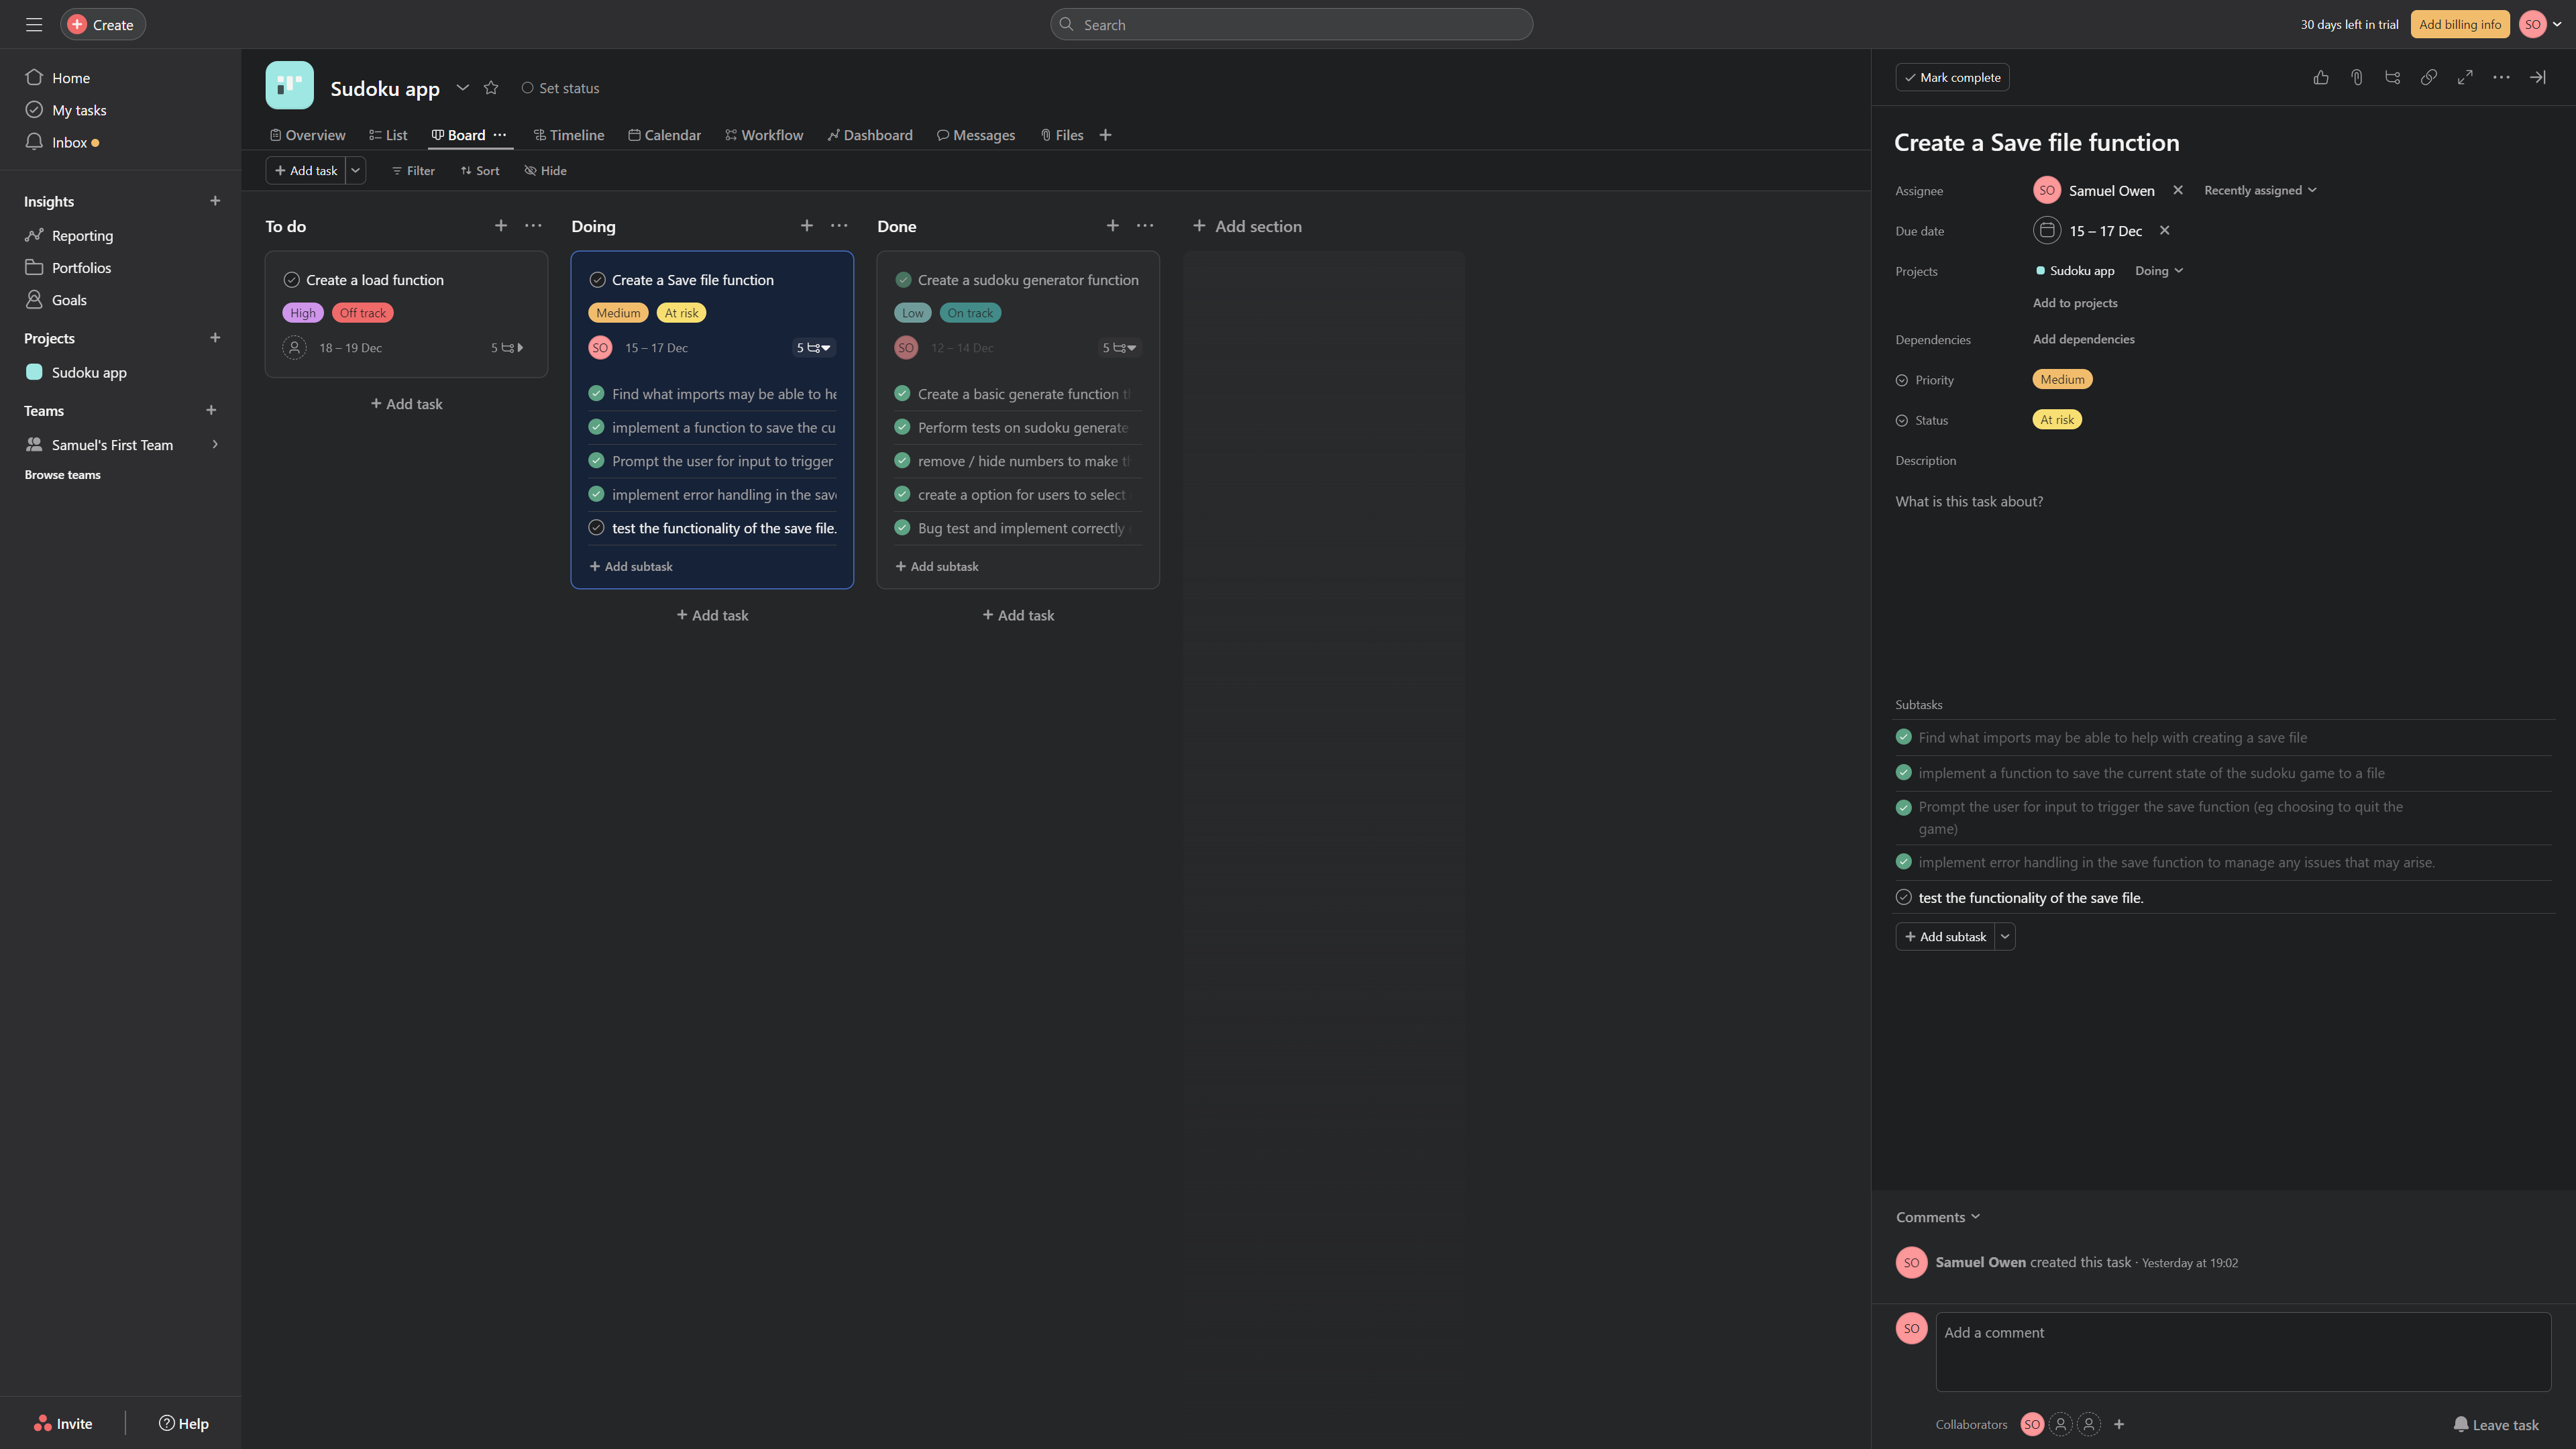 Create
Search
30 days left in trial
Add billing info
SO
Home
My tasks
Inbox
Insights
Reporting
Portfolios
Goals
Projects
Sudoku app
Teams
Samuel's First Team
Browse teams
Invite
Help
Sudoku app
Set status
Overview
List
Board
Timeline
Calendar
Workflow
Dashboard
Messages
Files
Add task
Filter
Sort
Hide
To do
Create a load function
High
Off track
18 – 19 Dec
5
Add task
Doing
Create a Save file function
Medium
At risk
SO
15 – 17 Dec
5
Find what imports may be able to he
implement a function to save the cu
Prompt the user for input to trigger
implement error handling in the sav
test the functionality of the save file.
Add subtask
Add task
Done
Create a sudoku generator function
Low
On track
SO
12 – 14 Dec
5
Create a basic generate function t
Perform tests on sudoku generate
remove / hide numbers to make t
create a option for users to select
Bug test and implement correctly
Add subtask
Add task
Add section
Mark complete
Create a Save file function
Assignee
SO
Samuel Owen
Recently assigned
Due date
15 – 17 Dec
Projects
Sudoku app
Doing
Add to projects
Dependencies
Add dependencies
Priority
Medium
Status
At risk
Description
What is this task about?
Subtasks
Find what imports may be able to help with creating a save file
implement a function to save the current state of the sudoku game to a file
Prompt the user for input to trigger the save function (eg choosing to quit the
game)
implement error handling in the save function to manage any issues that may arise.
test the functionality of the save file.
Add subtask
Comments
SO
Samuel Owen created this task · Yesterday at 19:02
SO
Add a comment
Collaborators
SO
Leave task